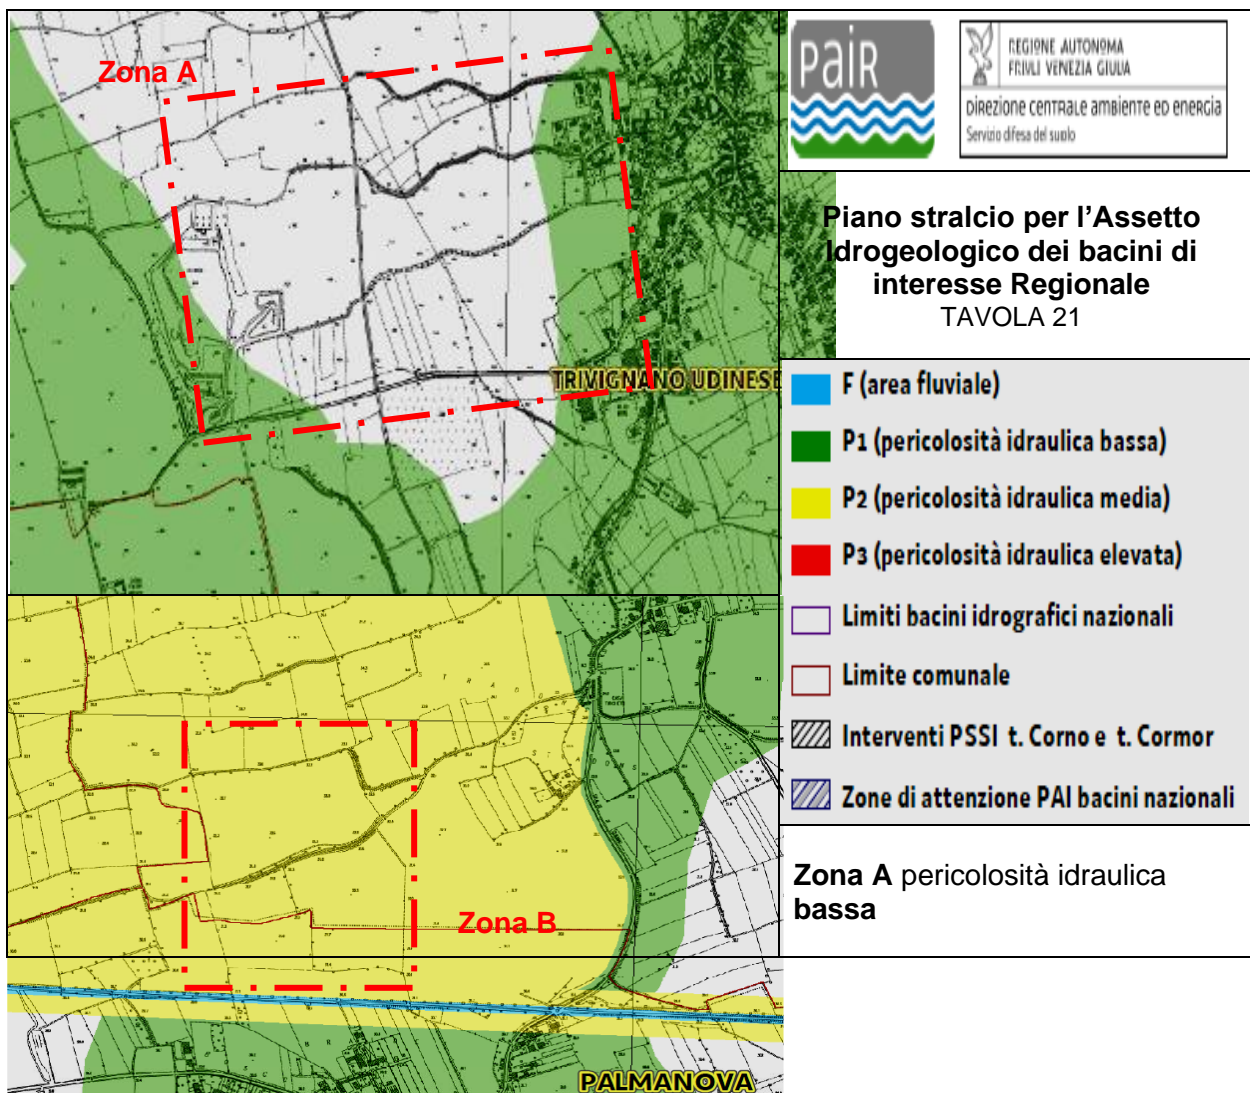 Zona A
TRIVIGNANO UDINESE
paiR
REGIONE AUTONOMA
FRIULI VENEZIA GIULIA
direzione centrale ambiente ed energia
Servizio difesa del suolo
Piano stralcio per l'Assetto
Idrogeologico dei bacini di
interesse Regionale
TAVOLA 21
F (area fluviale)
P1 (pericolosità idraulica bassa)
P2 (pericolosità idraulica media)
P3 (pericolosità idraulica elevata)
Limiti bacini idrografici nazionali
Limite comunale
Interventi PSSI t. Corno e t. Cormor
Zone di attenzione PAI bacini nazionali
Zona A pericolosità idraulica
bassa
Zona B
PALMANOVA